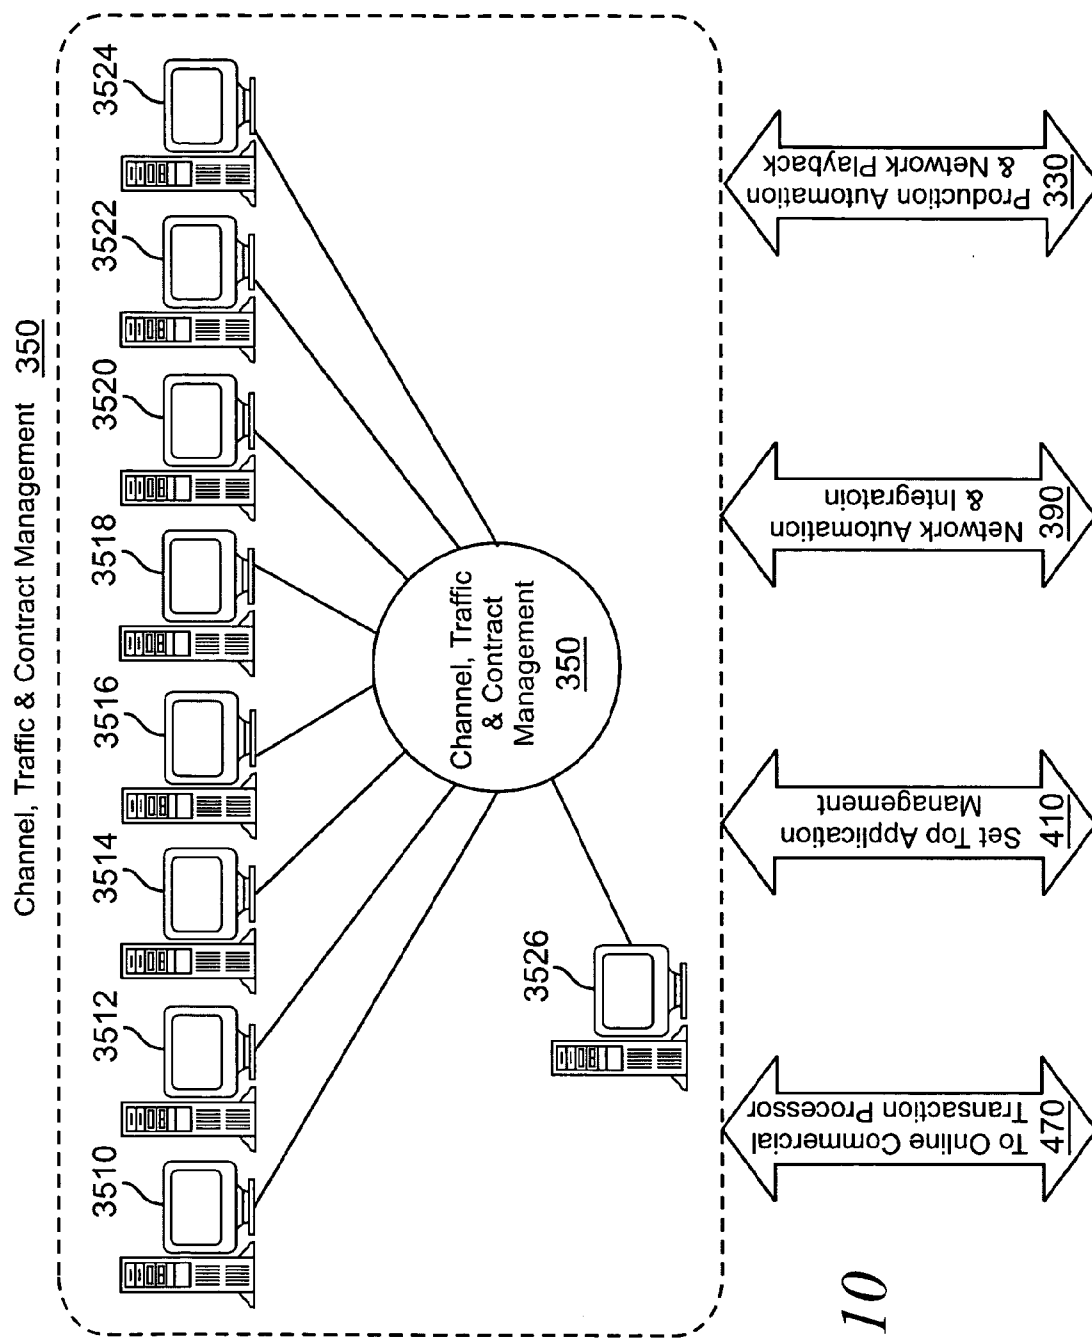 Channel, Traffic & Contract Management 350
3510
3512
3514
3516
3518
3520
3522
3524
Channel, Traffic
& Contract
Management
350
3526
To Online Commercial
Transaction Processor
470
Set Top Application
Management
410
Network Automation
& Integratoin
390
Production Automation
& Network Playback
330
10